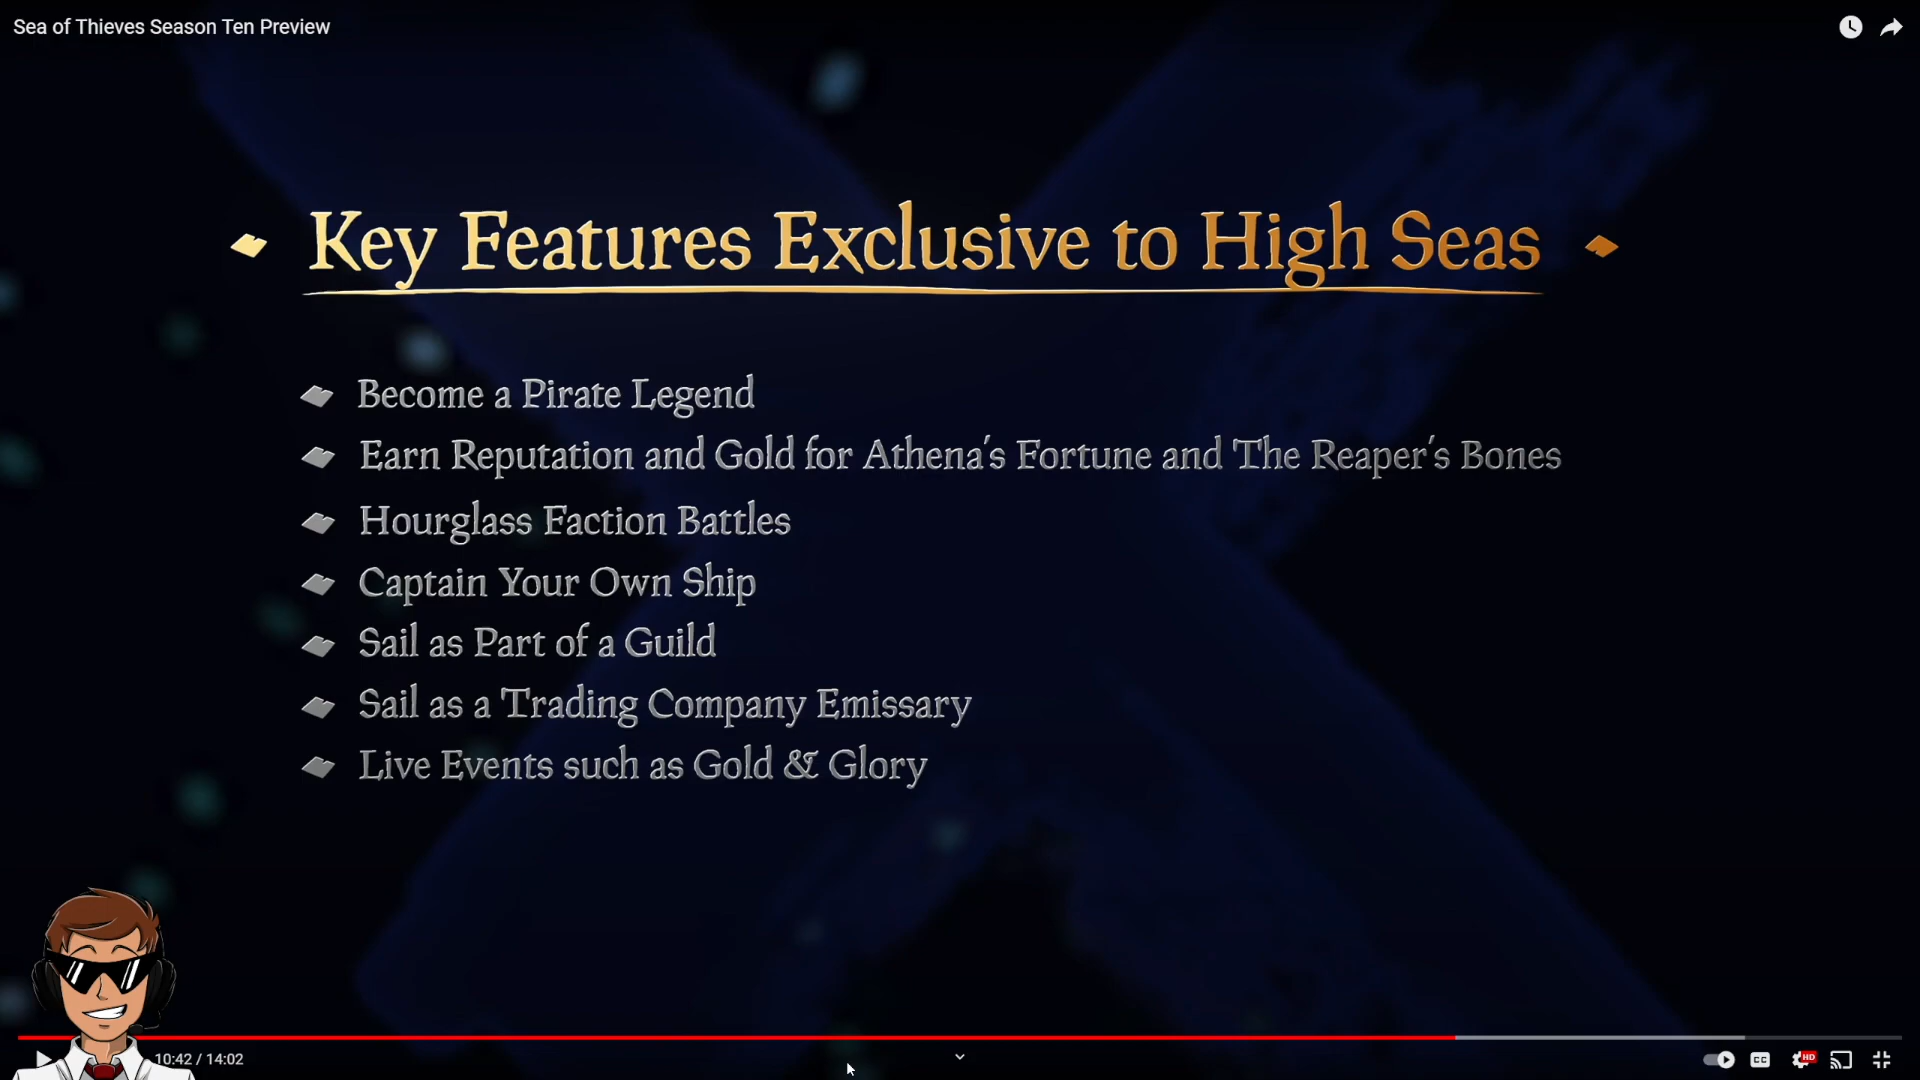 Sea of Thieves Season Ten Preview
Key Features Exclusive to High Seas
Become a Pirate Legend
Earn Reputation and Gold for Athena's Fortune and The Reaper's Bones
Hourglass Faction Battles
Captain Your Own Ship
Sail as Part of a Guild
Sail as a Trading Company Emissary
Live Events such as Gold & Glory
10:42 / 14:02
CC
HD